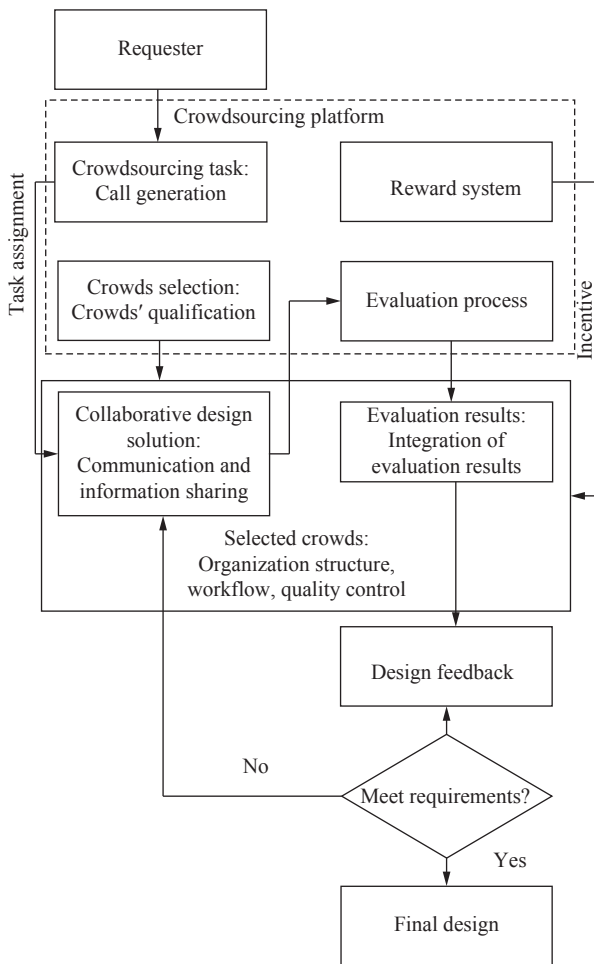 Requester
Crowdsourcing platform
Crowdsourcing task:
Call generation
Reward system
Task assignment
Crowds selection:
Crowds′ qualification
Evaluation process
Incentive
Collaborative design
solution:
Communication and
information sharing
Evaluation results:
Integration of
evaluation results
Selected crowds:
Organization structure,
workflow, quality control
Design feedback
No
Meet requirements?
Yes
Final design